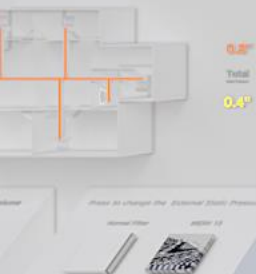 0.8"
Total
0.4"
Press to change the External Static Pressure
Normal Filter
MERV 13